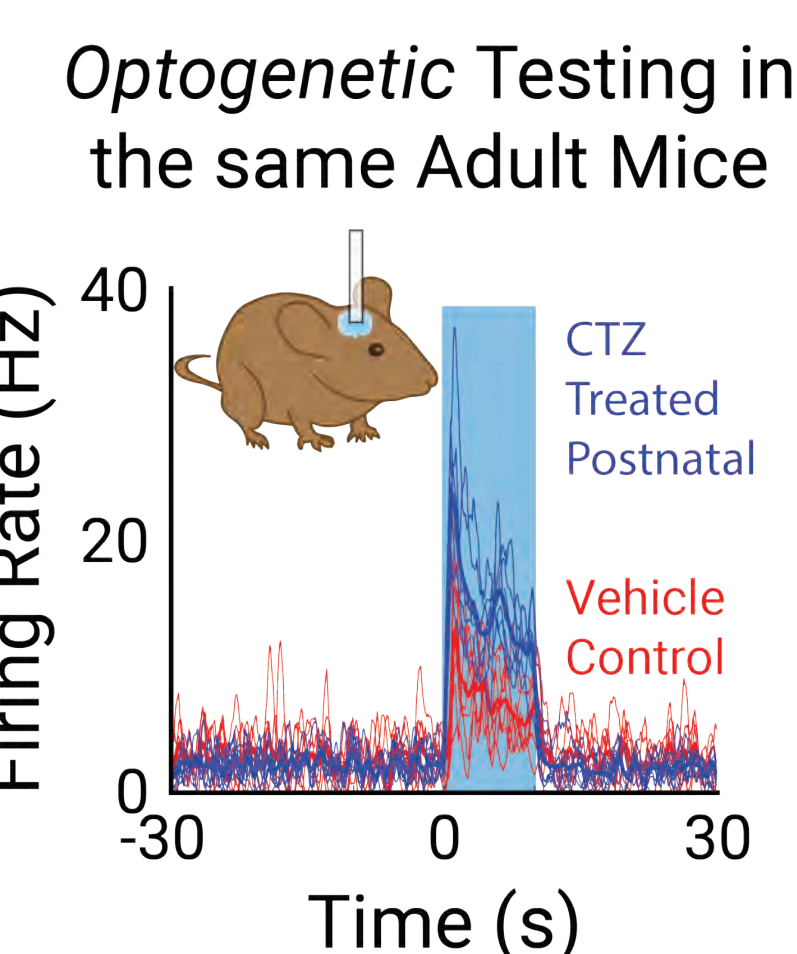 Optogenetic Testing in
the same Adult Mice
Firing Rate (Hz)
40
20
0
CTZ
Treated
Postnatal
Vehicle
Control
-30
0
30
Time (s)